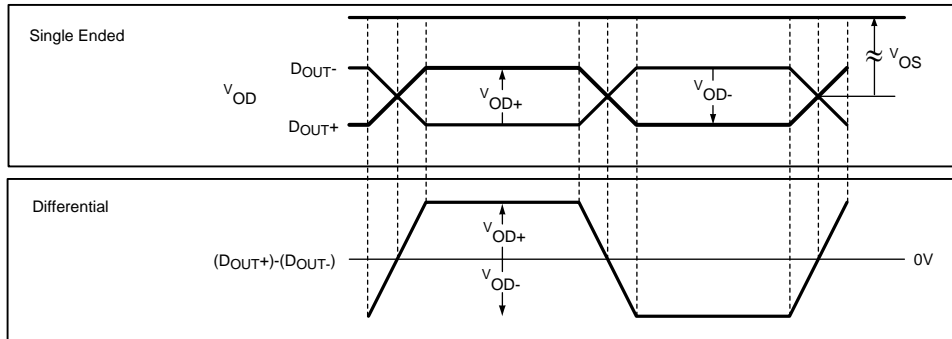 Single Ended
VOD
DOUT-
DOUT+
VOD+
VOD-
≈ VOS
Differential
(DOUT+)-(DOUT-)
VOD+
VOD-
0V